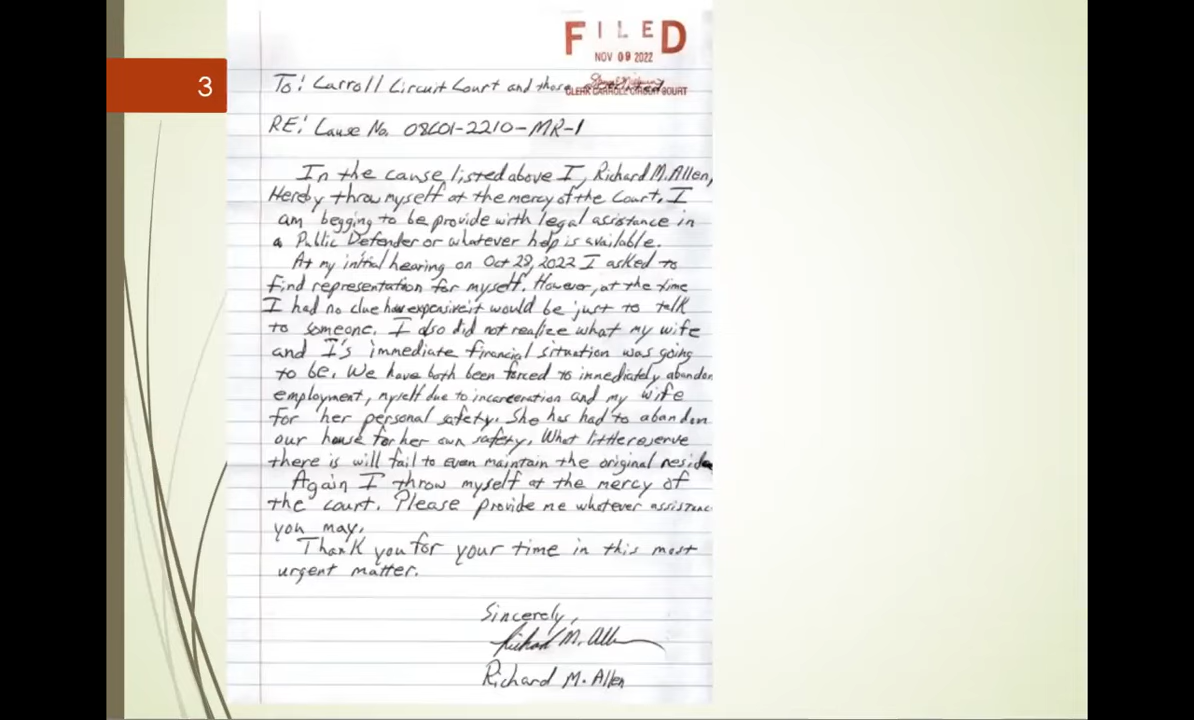 3
FILED
NOV 09 2022
CLERK CARROLL CIRCUIT COURT
To: Carroll Circuit Court and those
RE: Cause No. 08C01-2210-MR-1
In the cause listed above I, Richard M. Allen,
Hereby throw myself at the mercy of the Court. I
am begging to be provide with legal assistance in
a Public Defender or whatever help is available.
At my initial hearing on Oct 28, 2022 I asked to
find representation for myself. However, at the time
I had no clue how expensive it would be just to talk
to someone. I also did not realize what my wife
and I's immediate financial situation was going
to be. We have both been forced to immediately abandon
employment, myself due to incarceration and my wife
for her personal safety. She has had to abandon
our house for her own safety. What little reserve
there is will fail to even maintain the original reside
Again I throw myself at the mercy of
the court. Please provide me whatever assistanc
you may.
Thank you for your time in this most
urgent matter.
Sincerely,
Richard M. Allen
Richard M. Allen